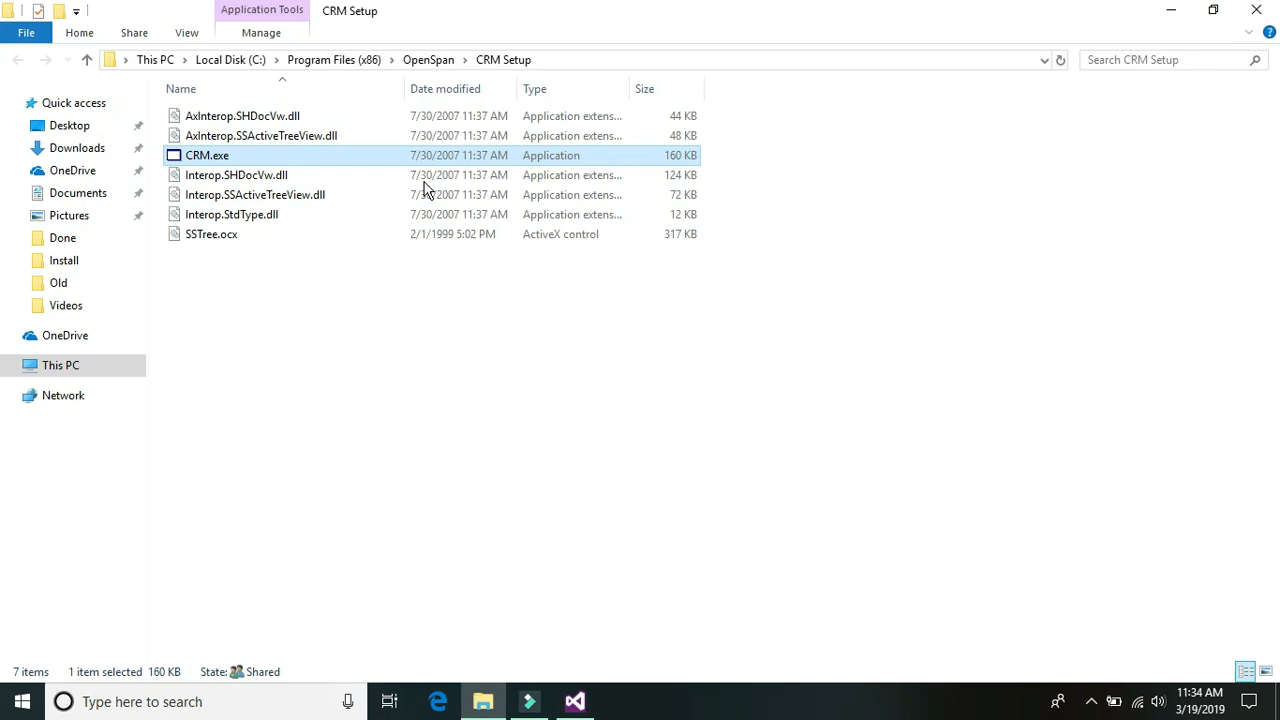 Application Tools
CRM Setup
File
Home
Share
View
Manage
This PC
Local Disk (C:)
Program Files (x86)
OpenSpan
CRM Setup
Search CRM Setup
Name
Date modified
Type
Size
AxInterop.SHDocVw.dll 7/30/2007 11:37 AM Application extens... 44 KB
AxInterop.SSActiveTreeView.dll 7/30/2007 11:37 AM Application extens... 48 KB
CRM.exe 7/30/2007 11:37 AM Application 160 KB
Interop.SHDocVw.dll 7/30/2007 11:37 AM Application extens... 124 KB
Interop.SSActiveTreeView.dll 7/30/2007 11:37 AM Application extens... 72 KB
Interop.StdType.dll 7/30/2007 11:37 AM Application extens... 12 KB
SSTree.ocx 2/1/1999 5:02 PM ActiveX control 317 KB
Quick access
Desktop
Downloads
OneDrive
Documents
Pictures
Done
Install
Old
Videos
OneDrive
This PC
Network
7 items
1 item selected 160 KB
State: Shared
Type here to search
11:34 AM
3/19/2019